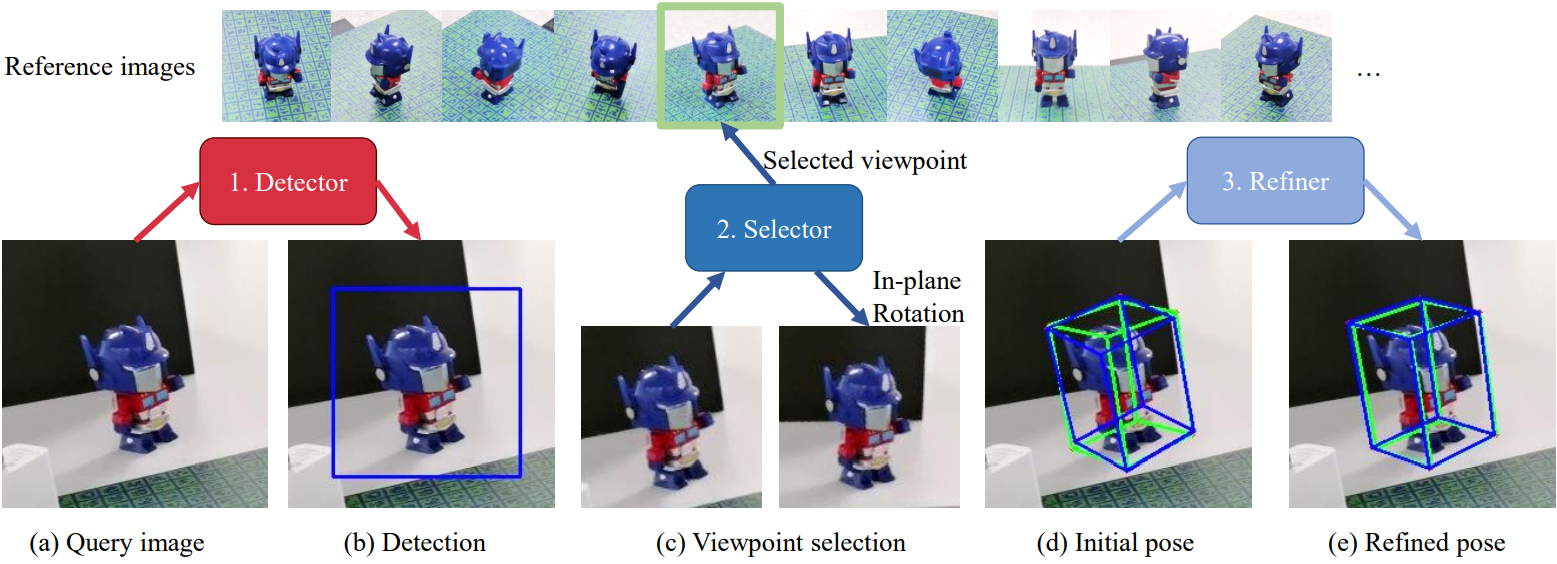 Reference images
...
1. Detector
Selected viewpoint
2. Selector
3. Refiner
In-plane
Rotation
(a) Query image
(b) Detection
(c) Viewpoint selection
(d) Initial pose
(e) Refined pose